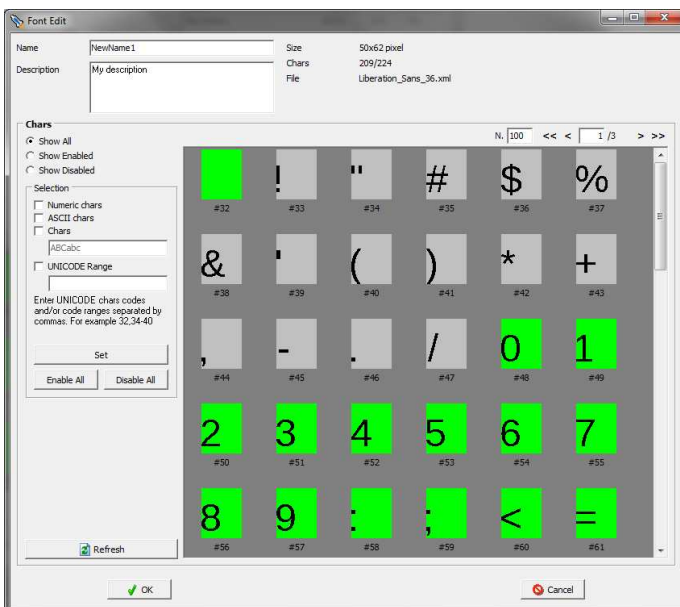 Font Edit
Name NewName1 Size 50x62 pixel
Description My description Chars 209/224
File Liberation_Sans_36.xml
Chars
Show All
Show Enabled
Show Disabled
Selection
Numeric chars
ASCII chars
Chars
ABCabc
UNICODE Range
Enter UNICODE chars codes
and/or code ranges separated by
commas. For example 32,34-40
Set
Enable All Disable All
Refresh
N. 100 << < 1 /3 > >>
! " # $ %
#32 #33 #34 #35 #36 #37
& ' ( ) * +
#38 #39 #40 #41 #42 #43
, - . / 0 1
#44 #45 #46 #47 #48 #49
2 3 4 5 6 7
#50 #51 #52 #53 #54 #55
8 9 : ; < =
#56 #57 #58 #59 #60 #61
OK Cancel